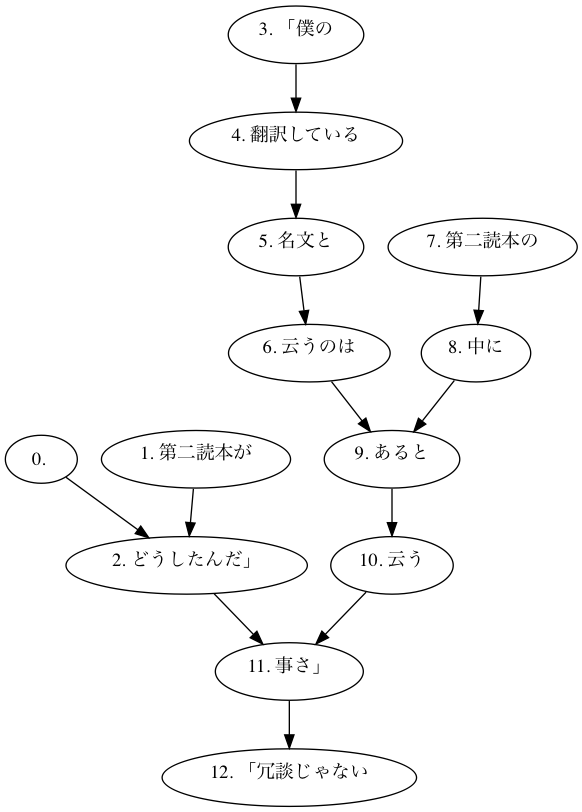 3. 「僕の
4. 翻訳している
5. 名文と
7. 第二読本の
6. 云うのは
8. 中に
0.
1. 第二読本が
9. あると
2. どうしたんだ」
10. 云う
11. 事さ」
12. 「冗談じゃない